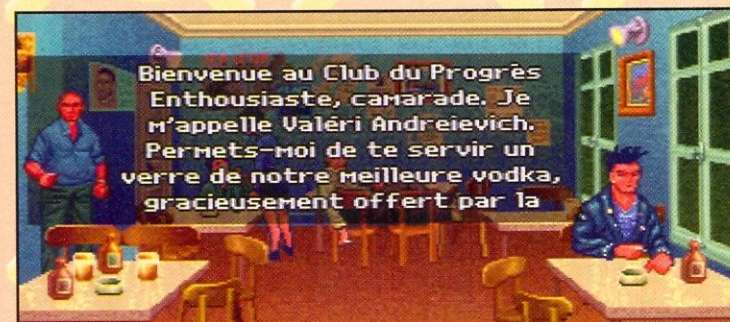 Bienvenue au Club du Progrès
Enthousiaste, camarade. Je
m'appelle Valéri Andreievich.
Permets-moi de te servir un
verre de notre meilleure vodka,
gracieusement offert par la